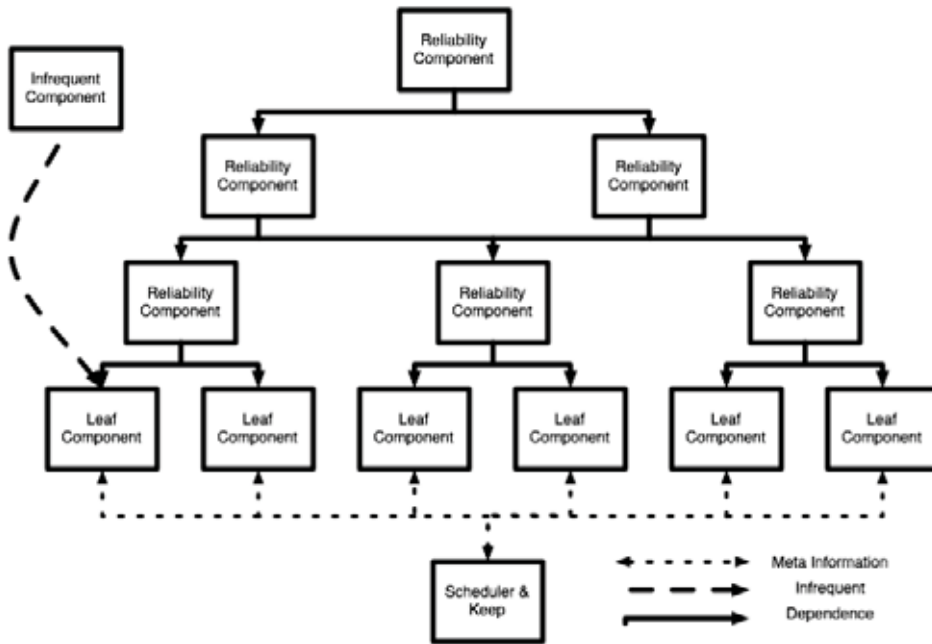 Reliability
Component
Infrequent
Component
Reliability
Component
Reliability
Component
Reliability
Component
Reliability
Component
Reliability
Component
Leaf
Component
Leaf
Component
Leaf
Component
Leaf
Component
Leaf
Component
Leaf
Component
Scheduler &
Keep
Meta Information
Infrequent
Dependence